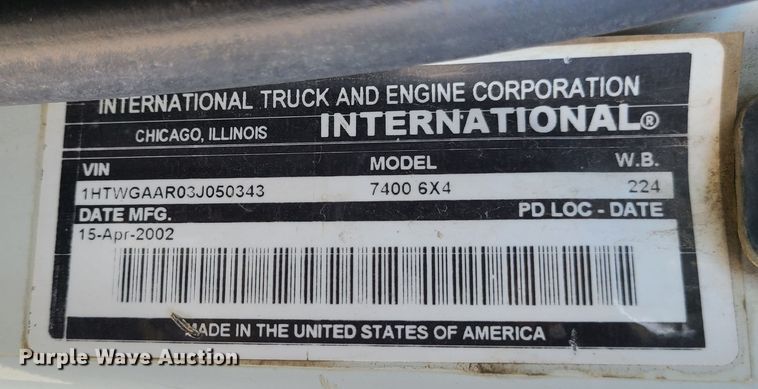 INTERNATIONAL TRUCK AND ENGINE CORPORATION
CHICAGO, ILLINOIS INTERNATIONAL®
VIN MODEL W.B.
1HTWGAAR03J050343 7400 6X4 224
DATE MFG. PD LOC - DATE
15-Apr-2002
MADE IN THE UNITED STATES OF AMERICA
Purple Wave Auction